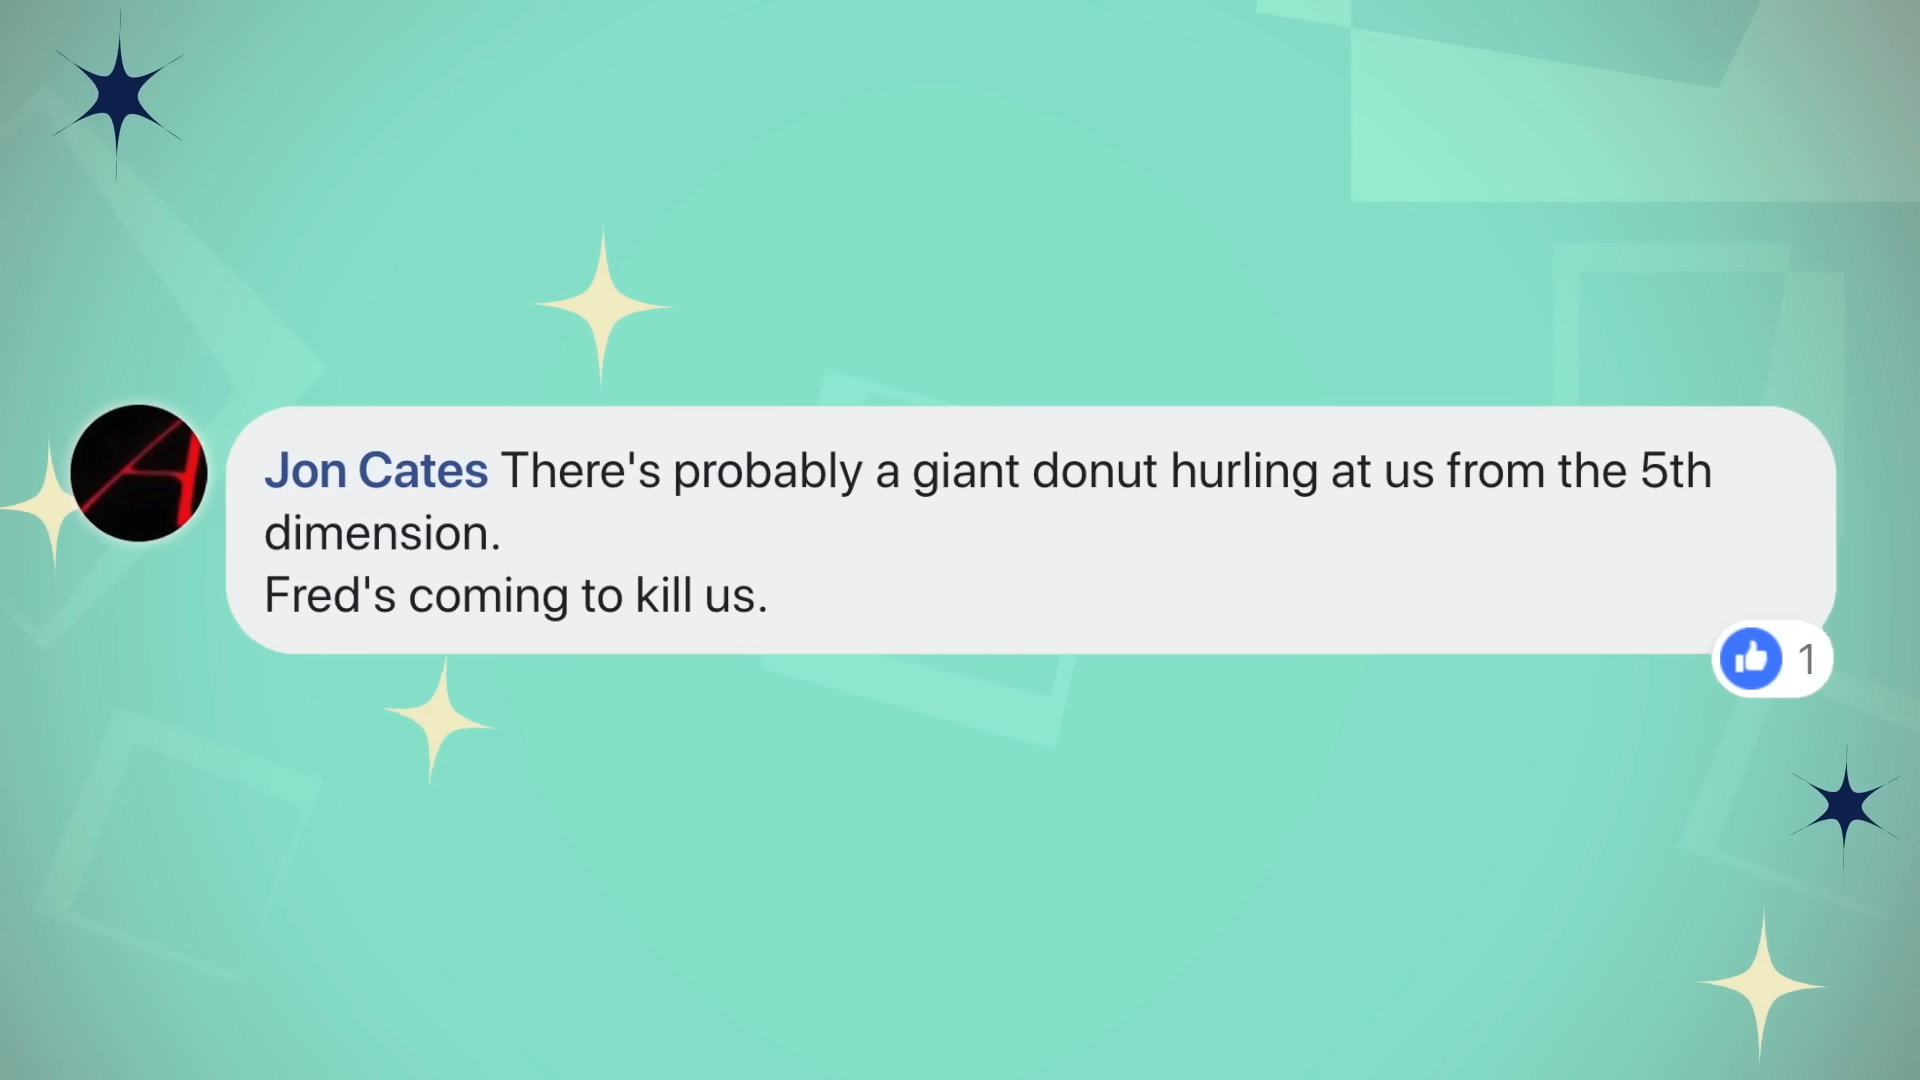 Jon Cates There's probably a giant donut hurling at us from the 5th
dimension.
Fred's coming to kill us.
1